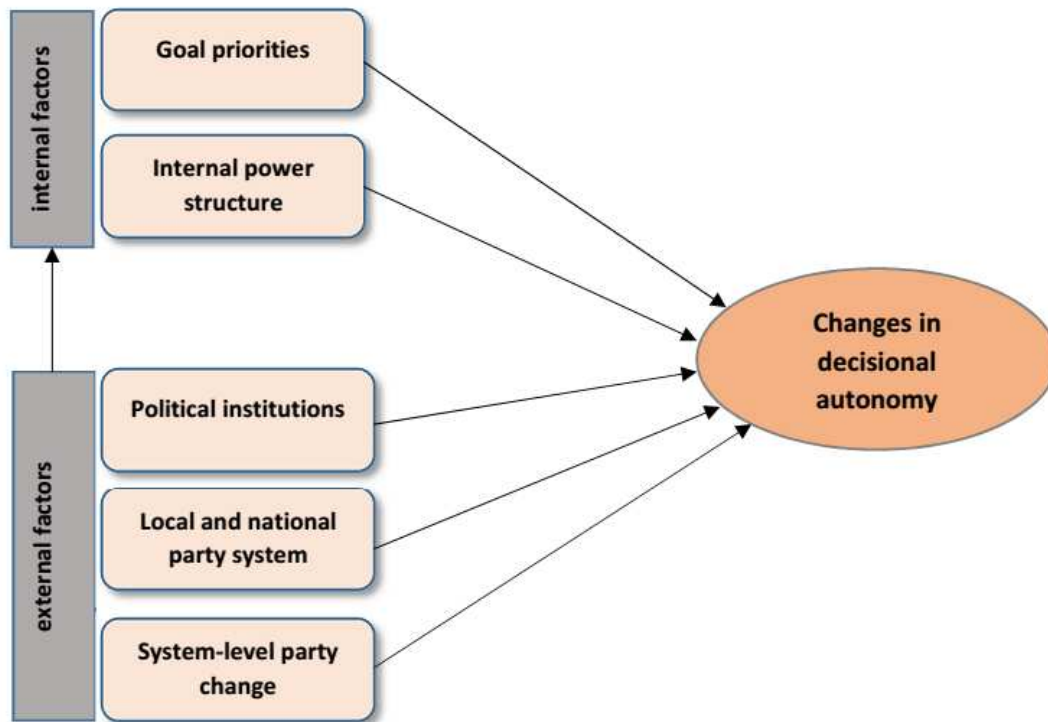 internal factors
Goal priorities
Internal power
structure
Changes in
decisional
autonomy
external factors
Political institutions
Local and national
party system
System-level party
change